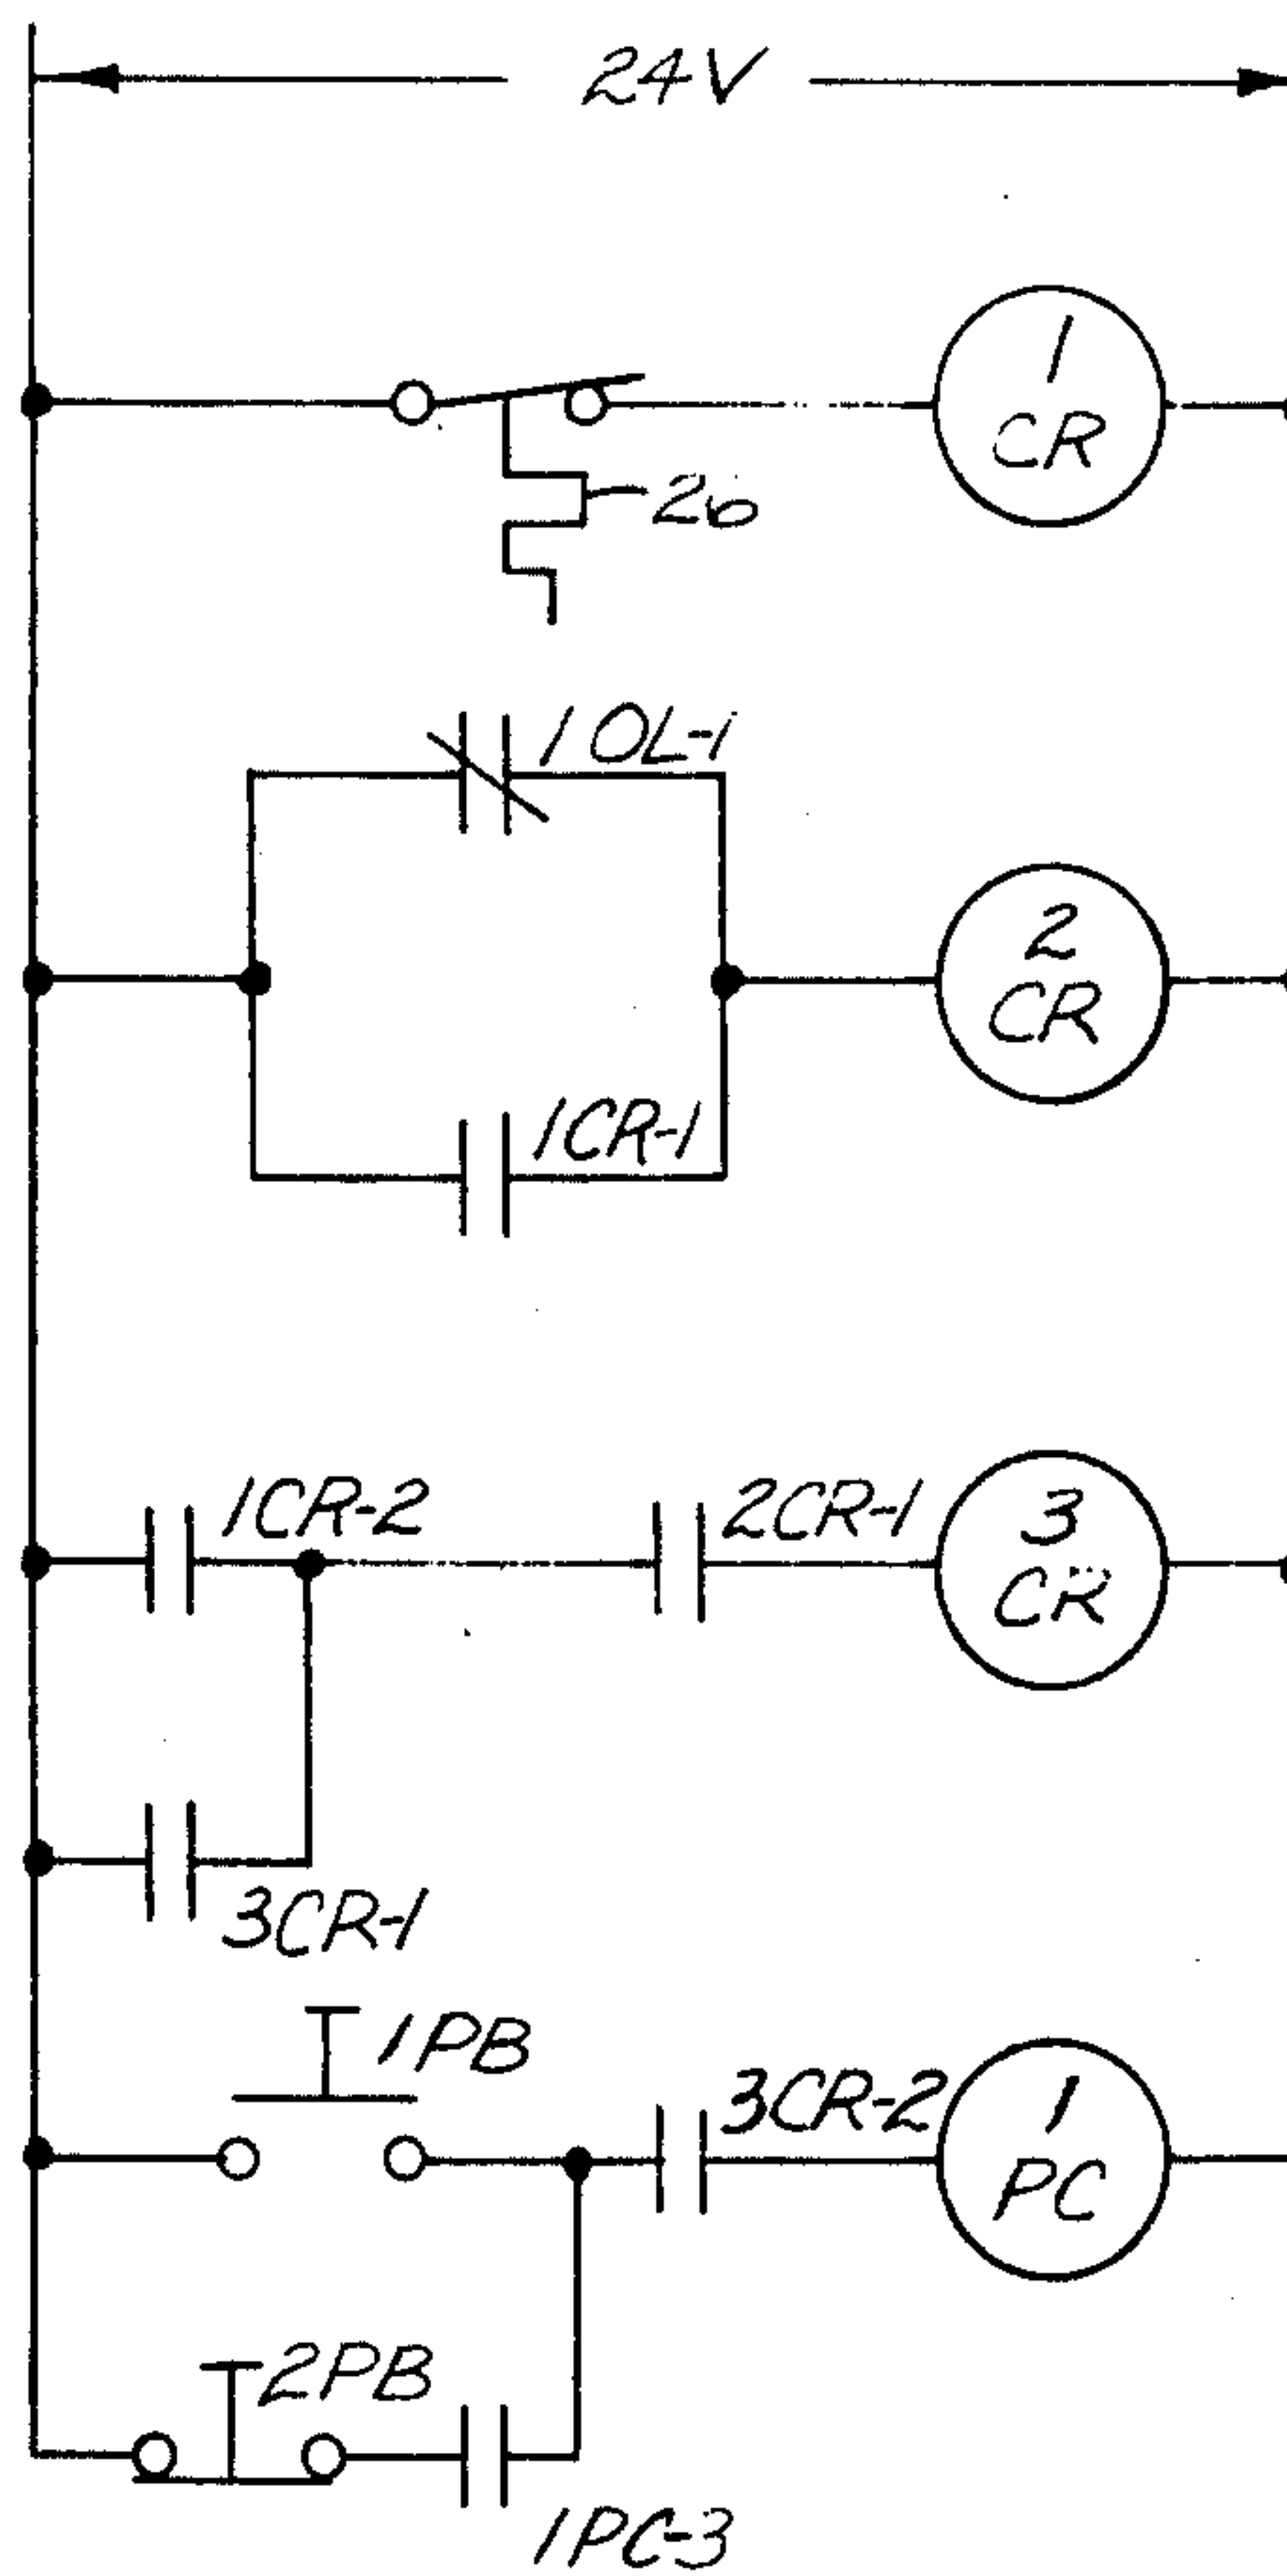 24V
1
CR
26
1OL-1
2
CR
1CR-1
1CR-2
2CR-1
3
CR
3CR-1
1PB
3CR-2
1
PC
2PB
1PC-3